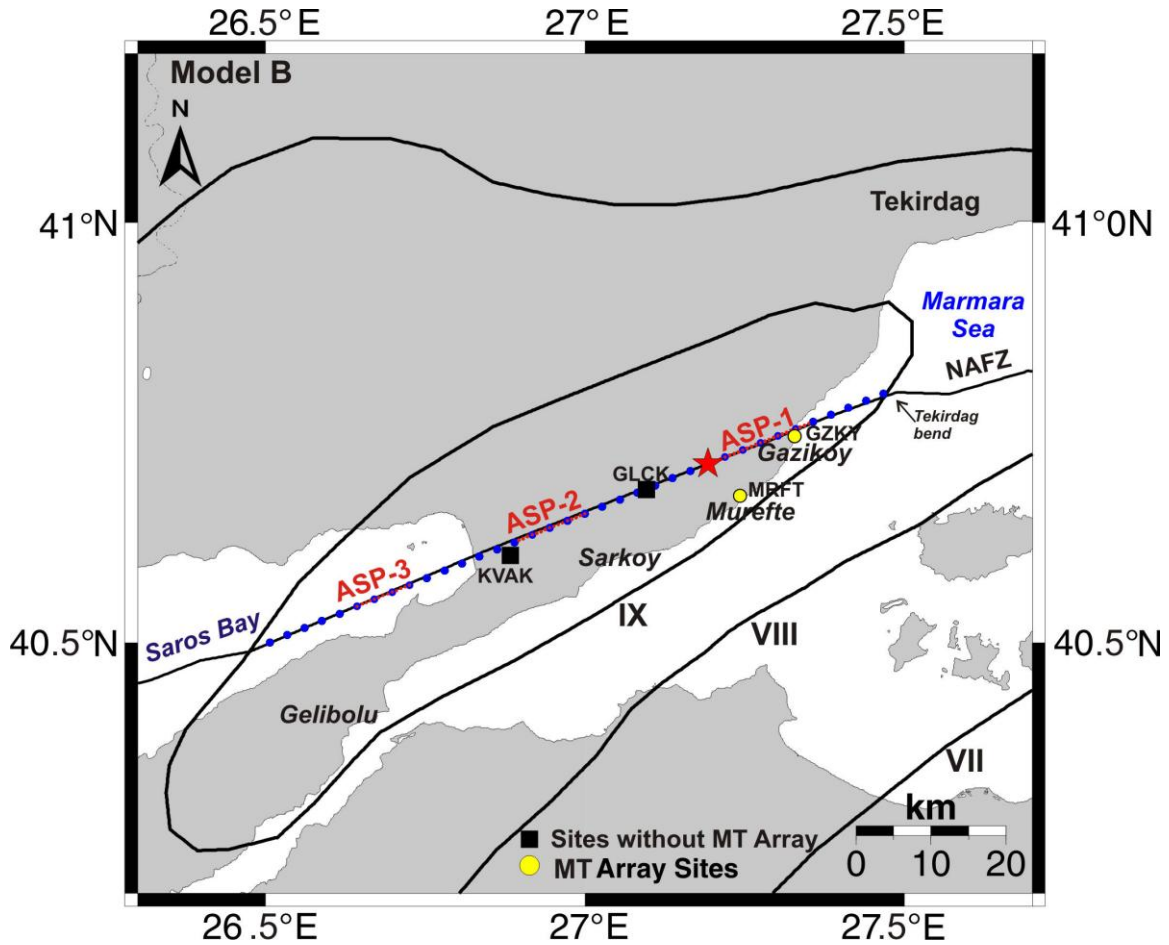 26.5°E 27°E 27.5°E
Model B
N
Tekirdag
41°N
41°0N
Marmara
Sea
NAFZ
Tekirdag
bend
ASP-1
GZKY
Gazikoy
GLCK
MRFT
Murefte
ASP-2
Sarkoy
KVAK
ASP-3
Saros Bay
IX
VIII
40.5°N
40.5°N
Gelibolu
VII
km
0 10 20
Sites without MT Array
MT Array Sites
26.5°E 27°E 27.5°E